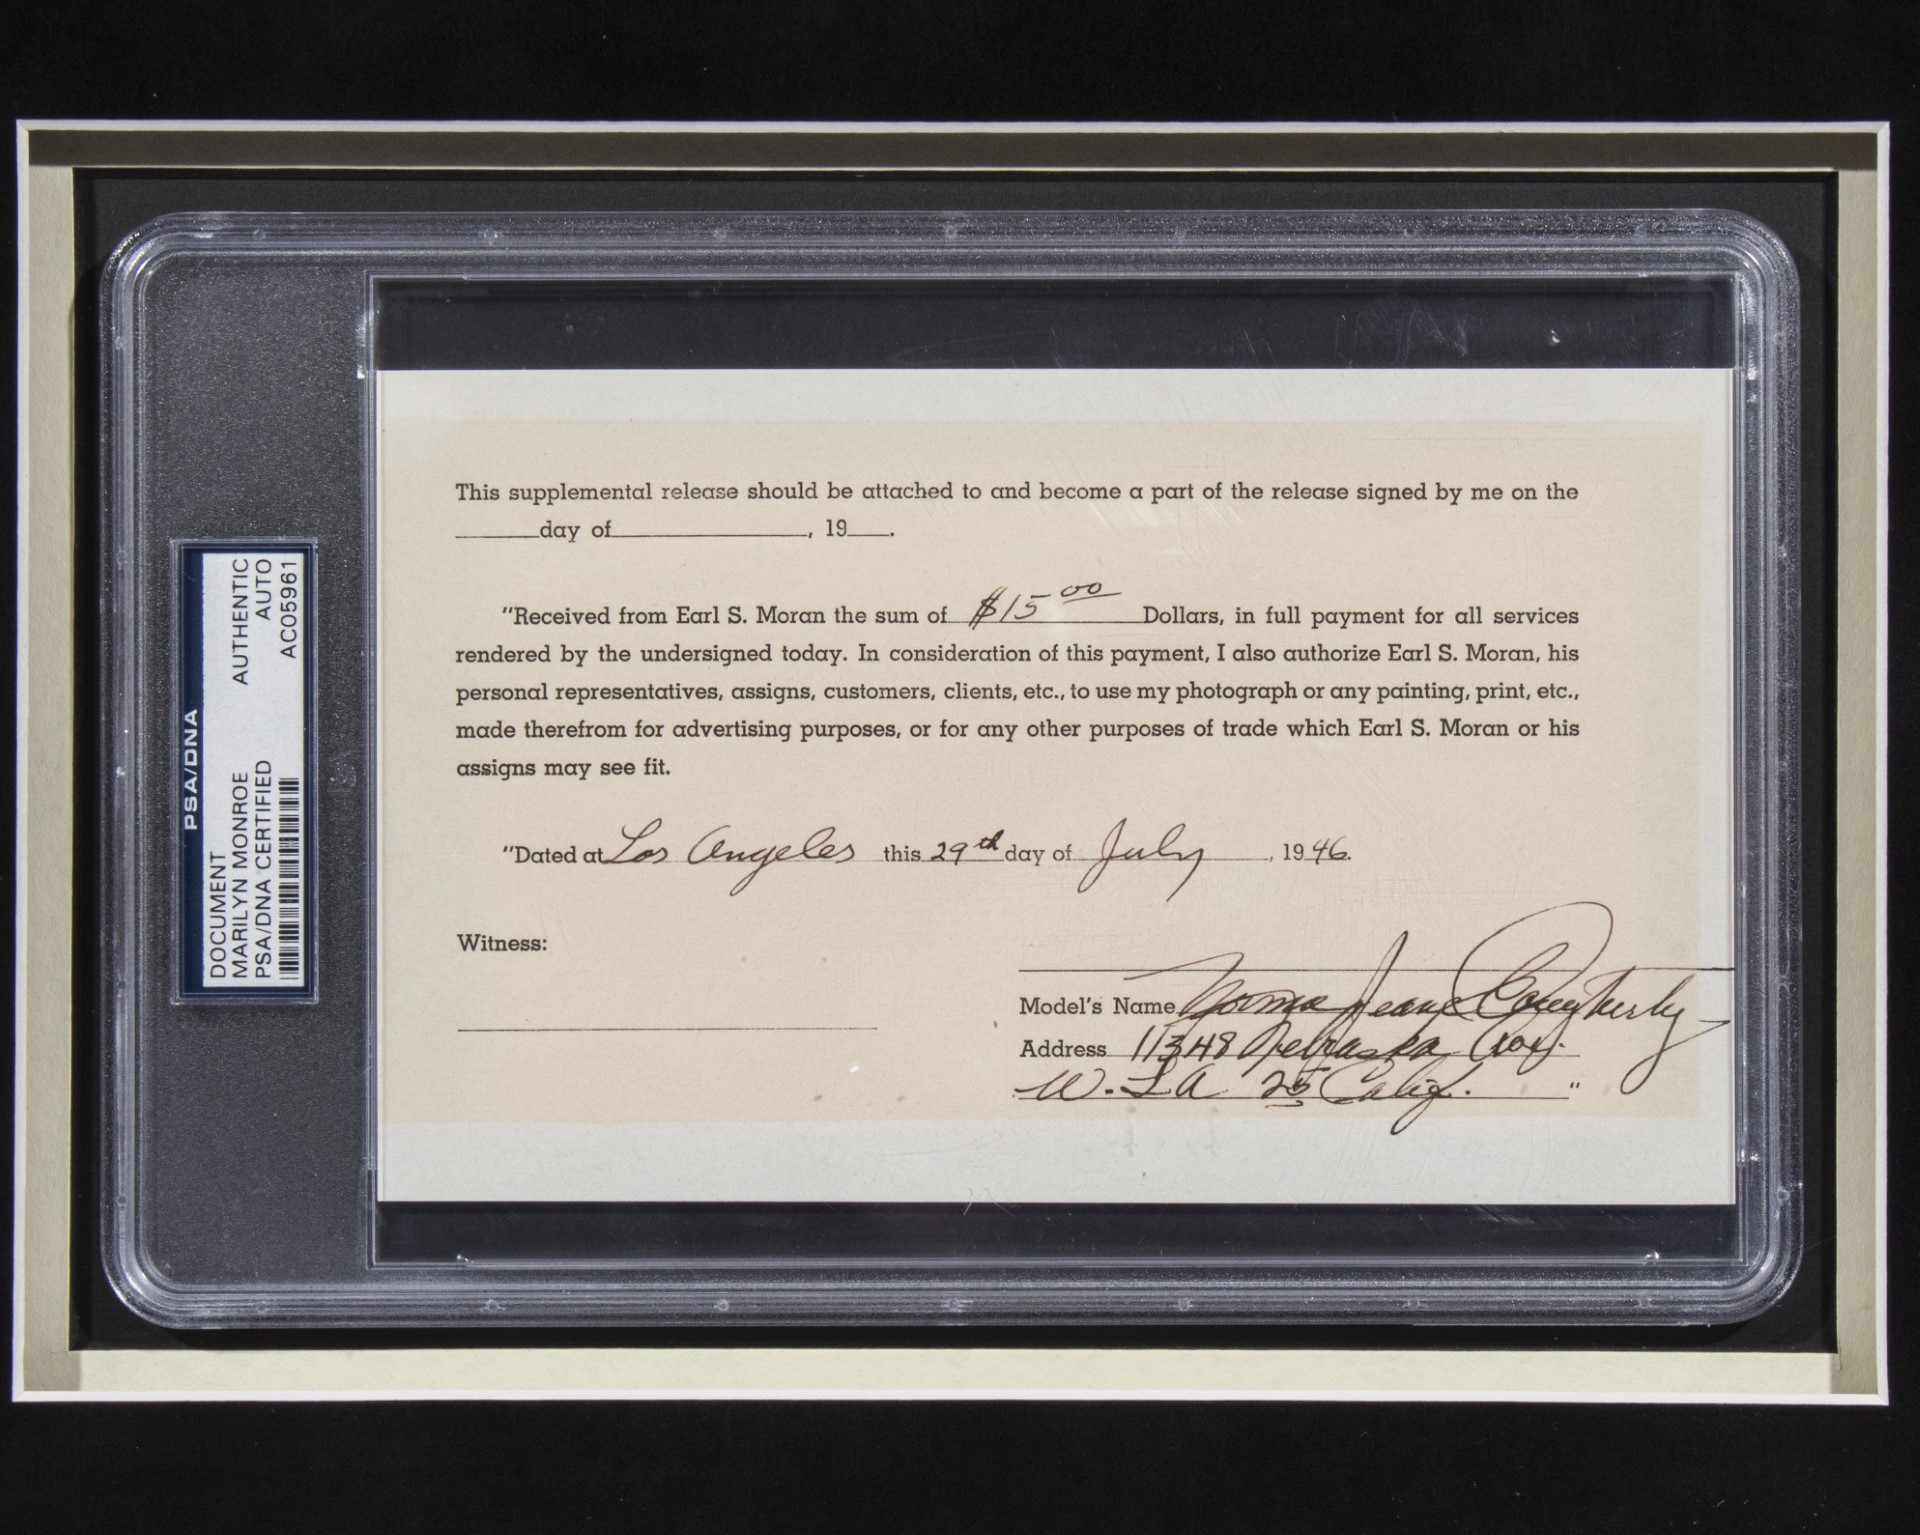 PSA/DNA
DOCUMENT AUTHENTIC
MARILYN MONROE AUTO
PSA/DNA CERTIFIED AC05961
This supplemental release should be attached to and become a part of the release signed by me on the
______day of______________, 19___.
"Received from Earl S. Moran the sum of $15 00 Dollars, in full payment for all services
rendered by the undersigned today. In consideration of this payment, I also authorize Earl S. Moran, his
personal representatives, assigns, customers, clients, etc., to use my photograph or any painting, print, etc.,
made therefrom for advertising purposes, or for any other purposes of trade which Earl S. Moran or his
assigns may see fit.
"Dated at Los Angeles this 29th day of July, 1946.
Witness:
Model's Name Norma Jeane Dougherty
Address 11348 Nebraska Ave.
W. LA 25 Calif. "